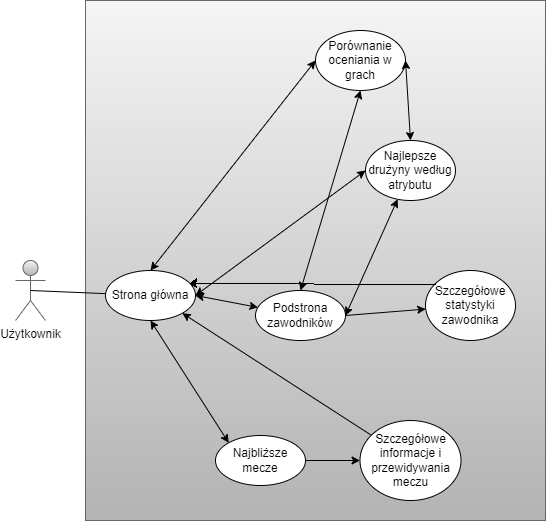 Porównanie
oceniania w
grach
Najlepsze
drużyny według
atrybutu
Strona główna
Użytkownik
Podstrona
zawodników
Szczegółowe
statystyki
zawodnika
Najbliższe
mecze
Szczegółowe
informacje i
przewidywania
meczu